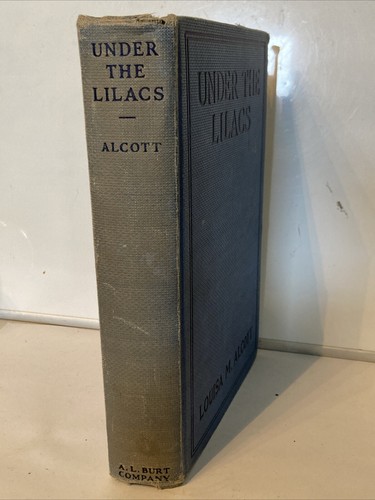 UNDER
THE
LILACS
ALCOTT
A. L. BURT
COMPANY
UNDER THE
LILACS
LOUISA M. ALCOTT